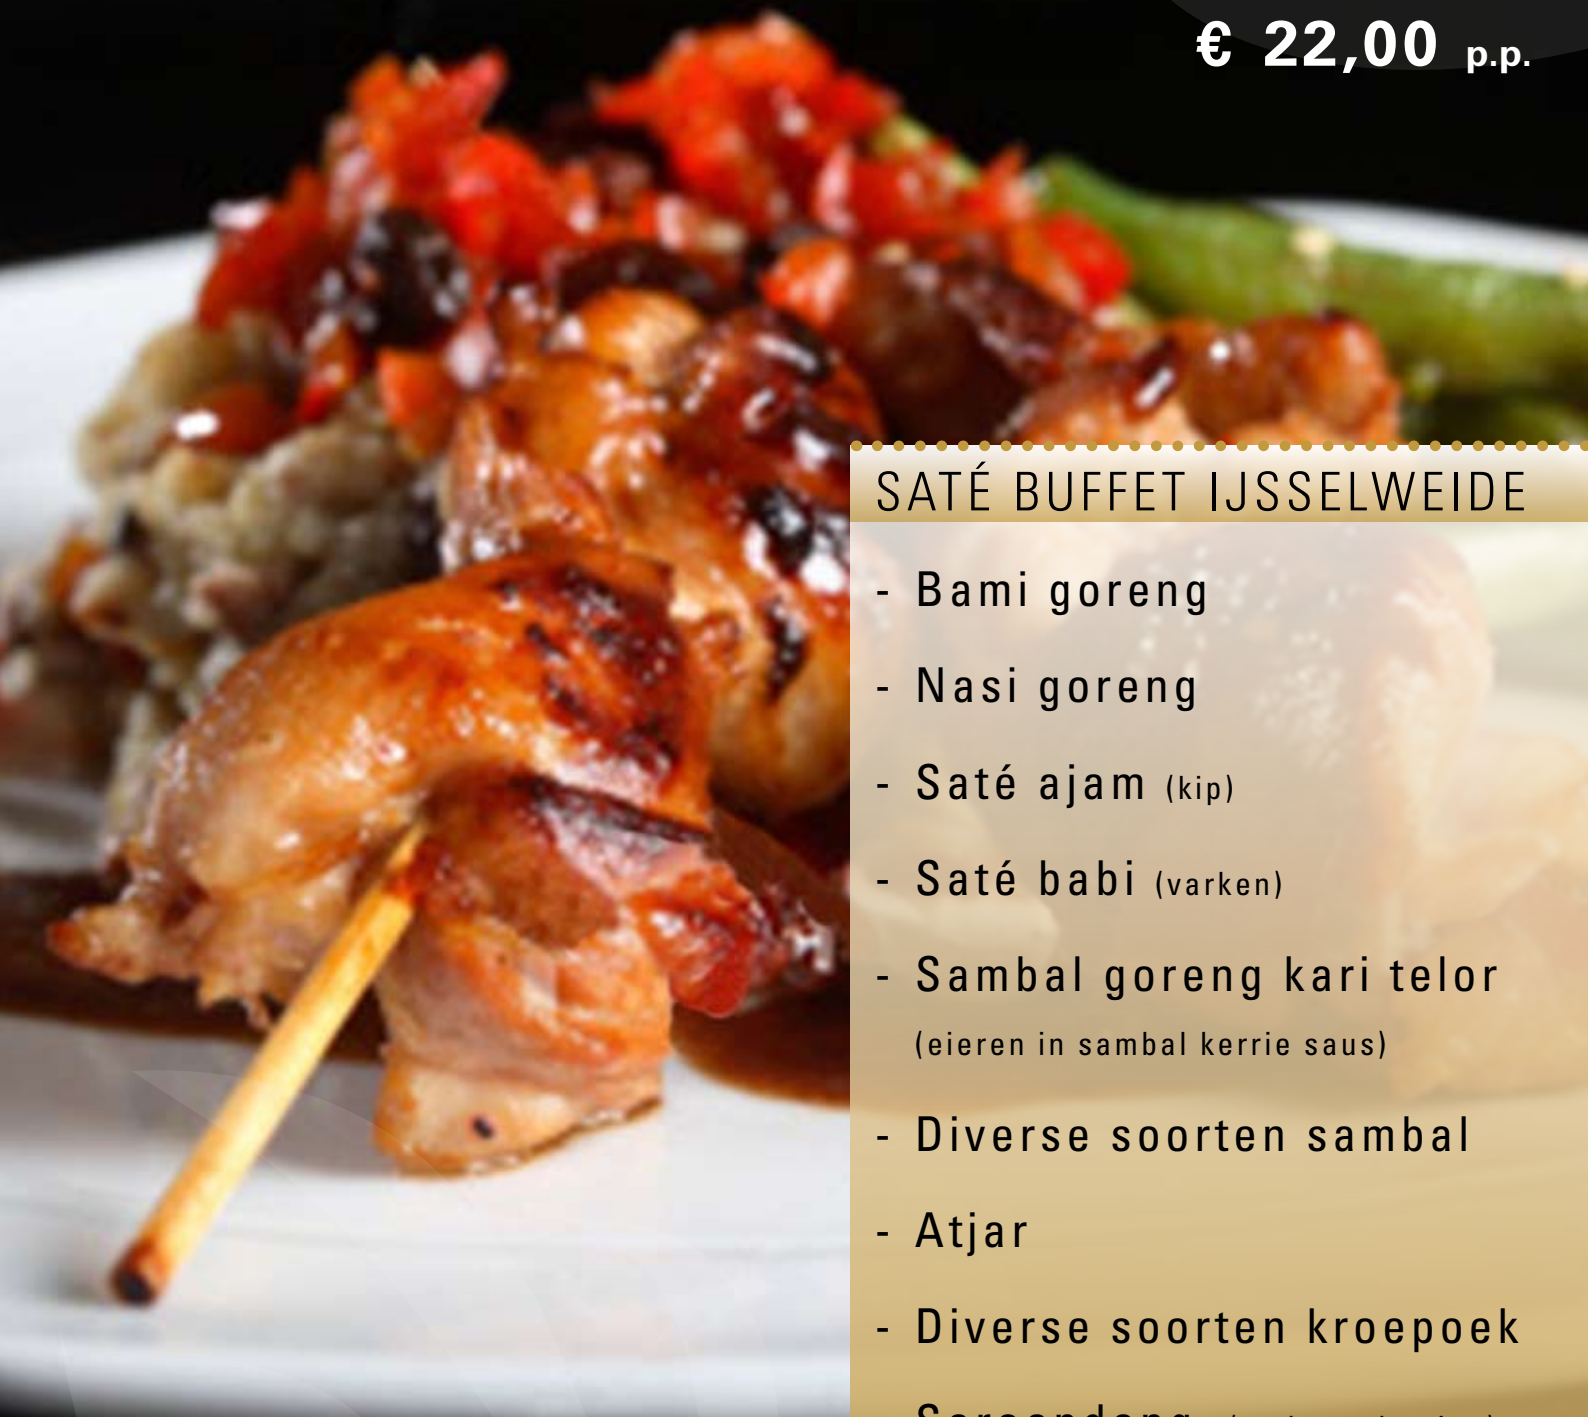 € 22,00 p.p.
SATÉ BUFFET IJSSELWEIDE
- Bami goreng
- Nasi goreng
- Saté ajam (kip)
- Saté babi (varken)
- Sambal goreng kari telor
(eieren in sambal kerrie saus)
- Diverse soorten sambal
- Atjar
- Diverse soorten kroepoek